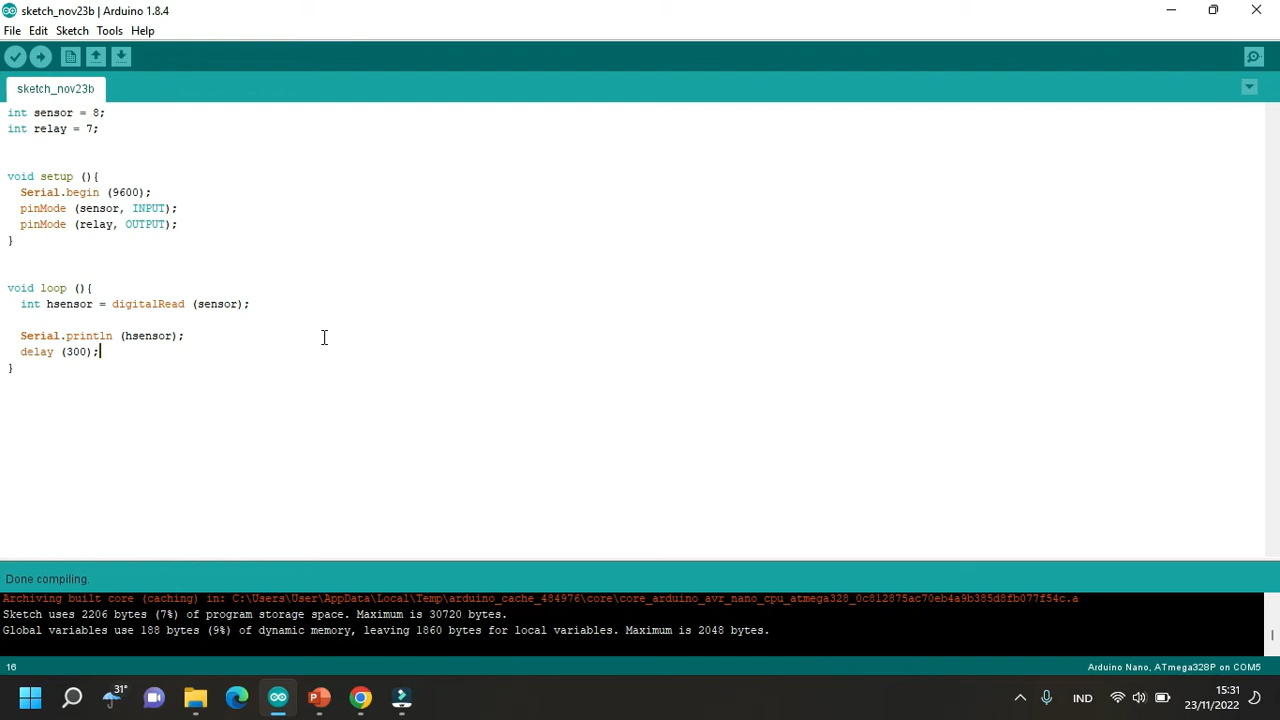 sketch_nov23b | Arduino 1.8.4
File Edit Sketch Tools Help
sketch_nov23b
int sensor = 8;
int relay = 7;
void setup (){
Serial.begin (9600);
pinMode (sensor, INPUT);
pinMode (relay, OUTPUT);
}
void loop (){
int hsensor = digitalRead (sensor);
Serial.println (hsensor);
delay (300);
}
Done compiling.
Archiving built core (caching) in: C:\Users\User\AppData\Local\Temp\arduino_cache_484976\core\core_arduino_avr_nano_cpu_atmega328_0c812875ac70eb4a9b385d8fb077f54c.a
Sketch uses 2206 bytes (7%) of program storage space. Maximum is 30720 bytes.
Global variables use 188 bytes (9%) of dynamic memory, leaving 1860 bytes for local variables. Maximum is 2048 bytes.
16 Arduino Nano, ATmega328P on COM5
31° IND 15:31
23/11/2022